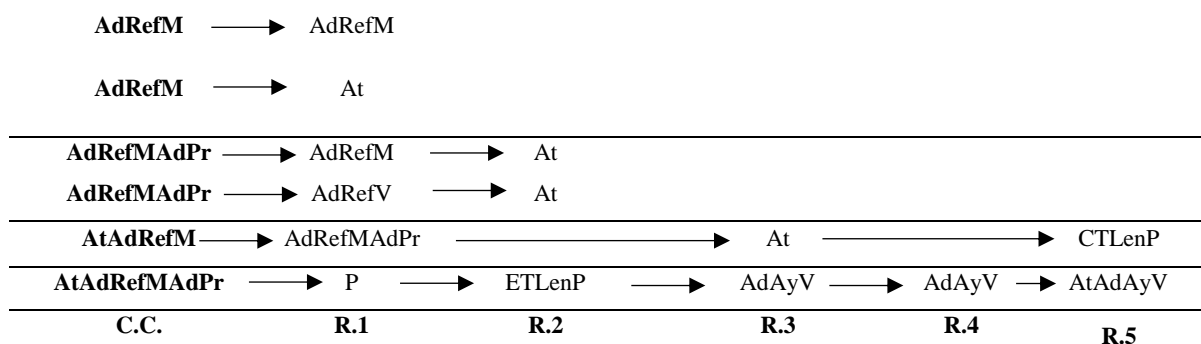 AdRefM AdRefM
AdRefM At
AdRefMAdPr AdRefM At
AdRefMAdPr AdRefV At
AtAdRefM AdRefMAdPr At CTLenP
AtAdRefMAdPr P ETLenP AdAyV AdAyV AtAdAyV
C.C. R.1 R.2 R.3 R.4 R.5